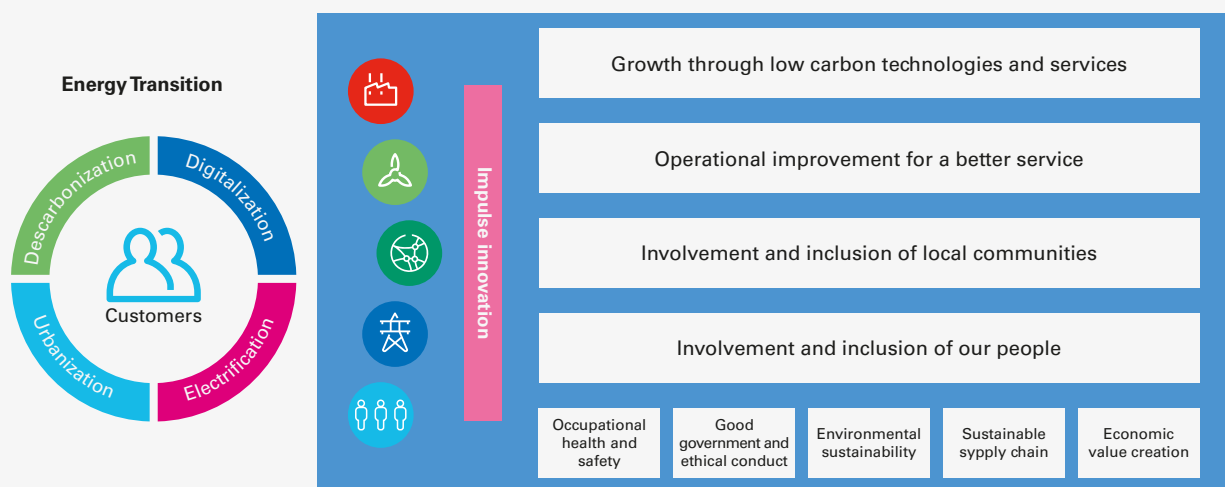 Energy Transition
Descarbonization
Digitalization
Customers
Urbanization
Electrification
Impulse innovation
Growth through low carbon technologies and services
Operational improvement for a better service
Involvement and inclusion of local communities
Involvement and inclusion of our people
Occupational
health and
safety
Good
government and
ethical conduct
Environmental
sustainability
Sustainable
sypply chain
Economic
value creation